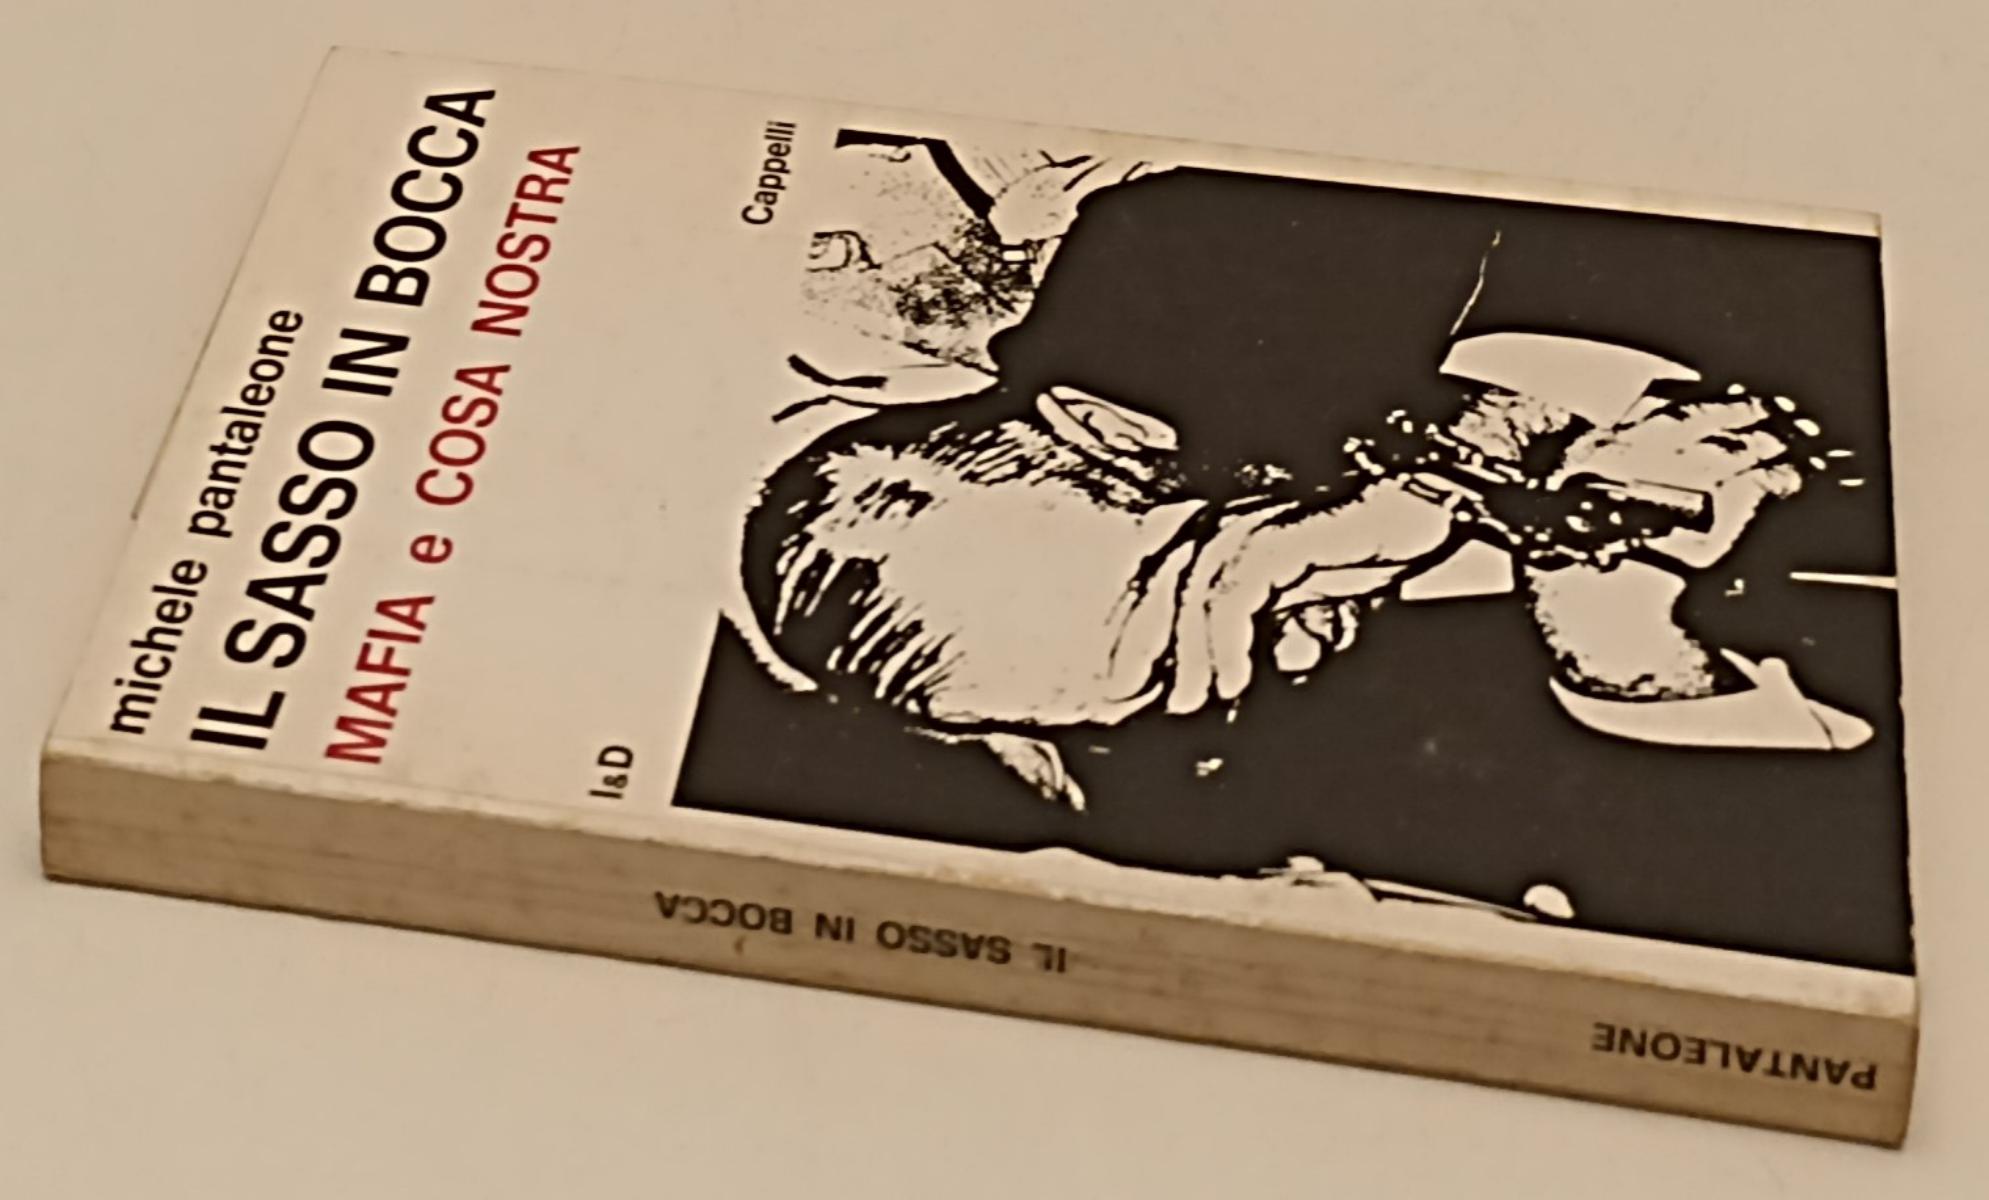 michele pantaleone
IL SASSO IN BOCCA
MAFIA e COSA NOSTRA
I&D
Cappelli
PANTALEONE
IL SASSO IN BOCCA